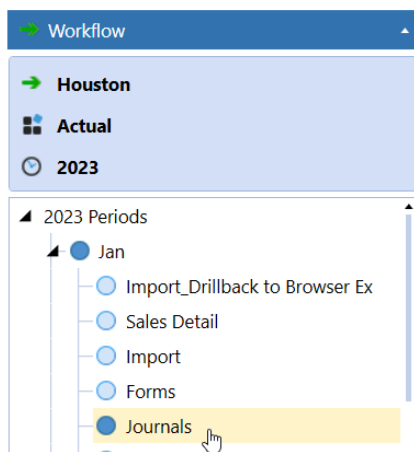 Workflow
Houston
Actual
2023
2023 Periods
Jan
Import_Drillback to Browser Ex
Sales Detail
Import
Forms
Journals